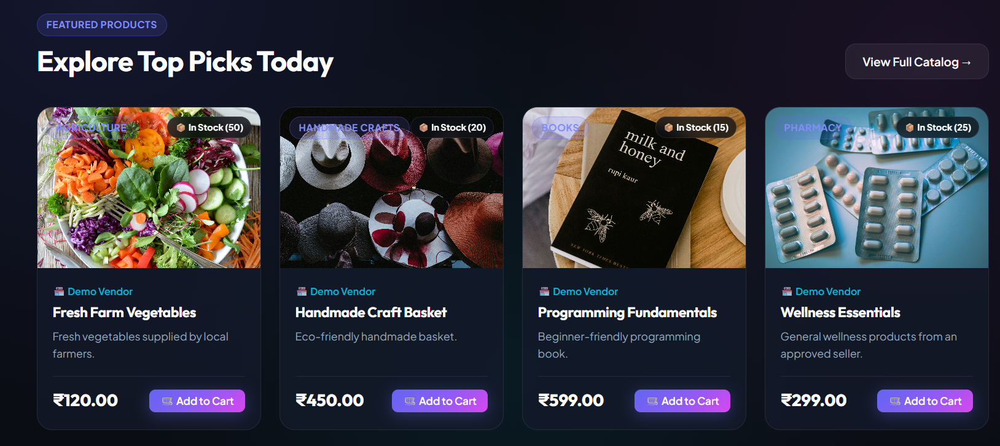 FEATURED PRODUCTS
Explore Top Picks Today
View Full Catalog →
AGRICULTURE
In Stock (50)
HANDMADE CRAFTS
In Stock (20)
BOOKS
In Stock (15)
milk and
honey
rupi kaur
NEW YORK TIMES
PHARMACY
In Stock (25)
Demo Vendor
Fresh Farm Vegetables
Fresh vegetables supplied by local
farmers.
₹120.00
Add to Cart
Demo Vendor
Handmade Craft Basket
Eco-friendly handmade basket.
₹450.00
Add to Cart
Demo Vendor
Programming Fundamentals
Beginner-friendly programming
book.
₹599.00
Add to Cart
Demo Vendor
Wellness Essentials
General wellness products from an
approved seller.
₹299.00
Add to Cart